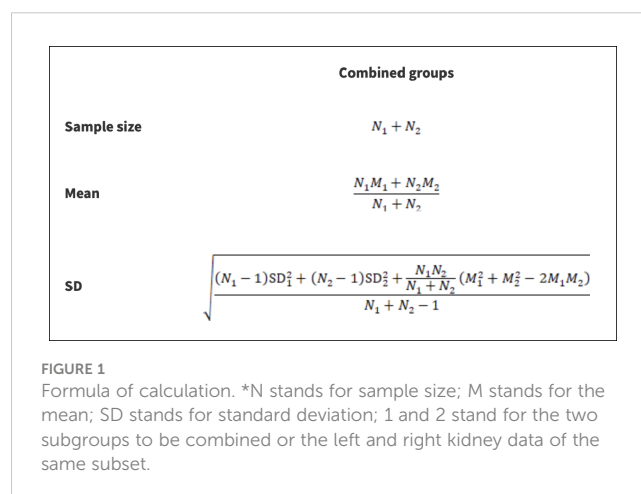 Combined groups
Sample size N₁ + N₂
Mean (N₁M₁ + N₂M₂) / (N₁ + N₂)
SD √(((N₁ − 1)SD₁² + (N₂ − 1)SD₂² + (N₁N₂ / (N₁ + N₂))(M₁² + M₂² − 2M₁M₂)) / (N₁ + N₂ − 1))
FIGURE 1
Formula of calculation. *N stands for sample size; M stands for the
mean; SD stands for standard deviation; 1 and 2 stand for the two
subgroups to be combined or the left and right kidney data of the
same subset.